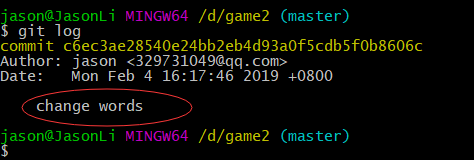 jason@JasonLi MINGW64 /d/game2 (master)
$ git log
commit c6ec3ae28540e24bb2eb4d93a0f5cdb5f0b8606c
Author: jason <329731049@qq.com>
Date:   Mon Feb 4 16:17:46 2019 +0800
change words
jason@JasonLi MINGW64 /d/game2 (master)
$